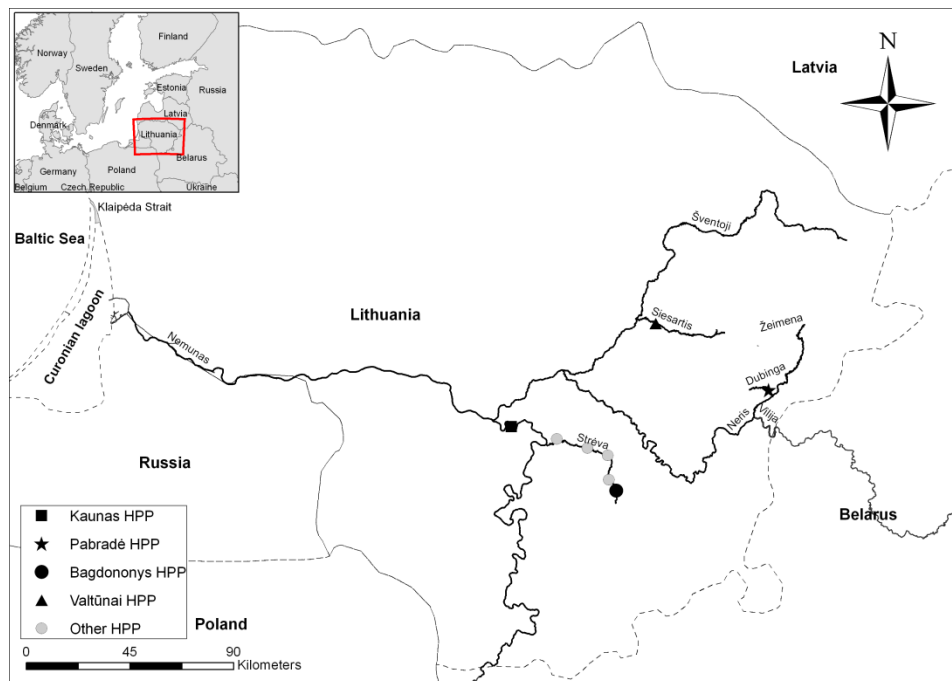 Finland
Norway
Sweden
Estonia
Russia
Latvia
Denmark
Lithuania
Belarus
Germany
Poland
Belgium
Czech Republic
Ukraine
Latvia
N
Klaipėda Strait
Baltic Sea
Curonian lagoon
Šventoji
Lithuania
Siesartis
Žeimena
Nemunas
Dubinga
Neris
Vilija
Strėva
Russia
Belarus
Kaunas HPP
Pabradė HPP
Bagdononys HPP
Valtūnai HPP
Other HPP
Poland
0 45 90
Kilometers